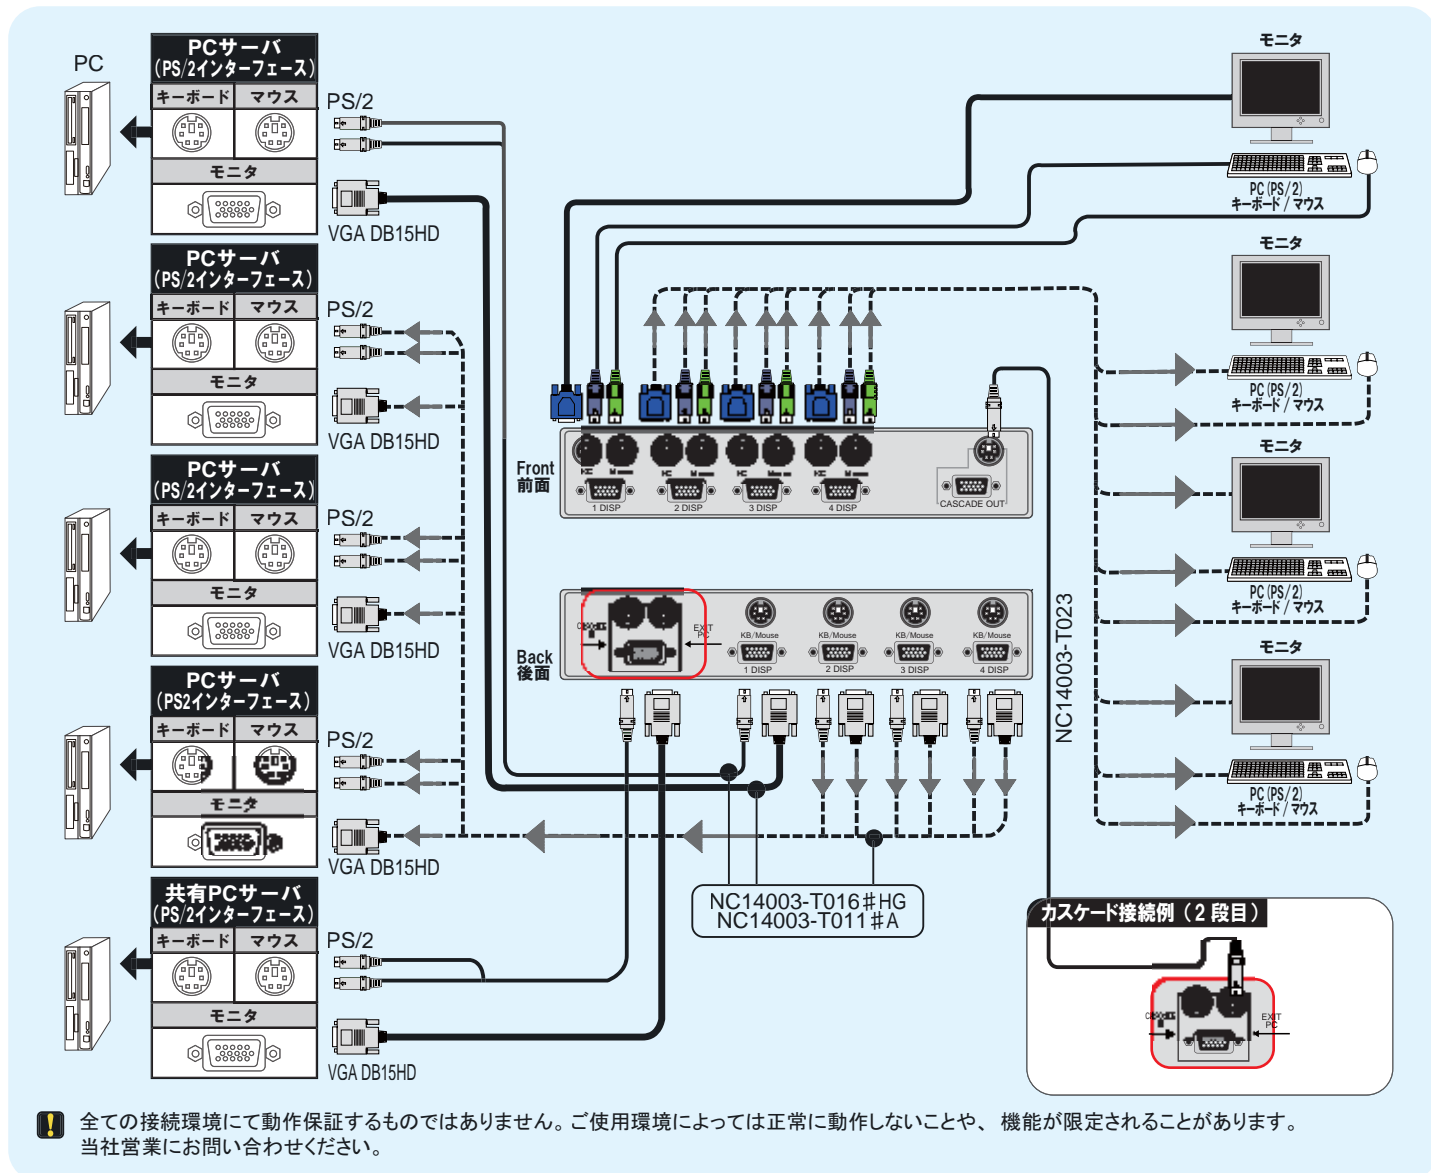 PC
PCサーバ
(PS/2インターフェース)
キーボード マウス
モニタ
PS/2
VGA DB15HD
PCサーバ
(PS/2インターフェース)
キーボード マウス
モニタ
PS/2
VGA DB15HD
PCサーバ
(PS/2インターフェース)
キーボード マウス
モニタ
PS/2
VGA DB15HD
PCサーバ
(PS2インターフェース)
キーボード マウス
モニタ
PS/2
VGA DB15HD
共有PCサーバ
(PS/2インターフェース)
キーボード マウス
モニタ
PS/2
VGA DB15HD
Front
前面
1 DISP
2 DISP
3 DISP
4 DISP
CASCADE OUT
Back
後面
EXIT
PC
KB/Mouse
1 DISP
KB/Mouse
2 DISP
KB/Mouse
3 DISP
KB/Mouse
4 DISP
NC14003-T023
NC14003-T016♯HG
NC14003-T011♯A
モニタ
PC(PS/2)
キーボード/マウス
モニタ
PC(PS/2)
キーボード/マウス
モニタ
PC(PS/2)
キーボード/マウス
モニタ
PC(PS/2)
キーボード/マウス
カスケード接続例(2段目)
EXIT
PC
全ての接続環境にて動作保証するものではありません。ご使用環境によっては正常に動作しないことや、 機能が限定されることがあります。
当社営業にお問い合わせください。